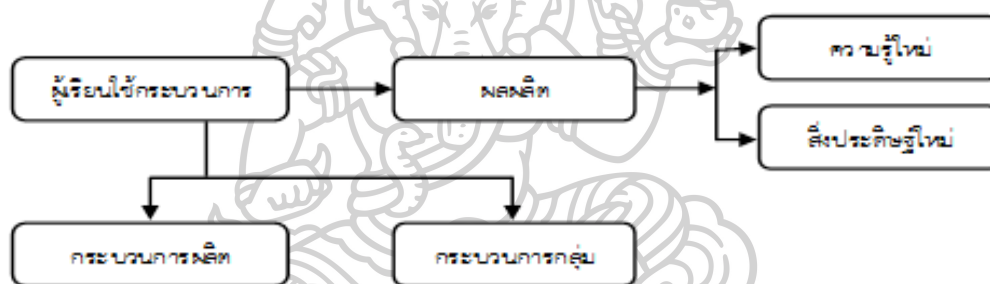 ความรู้ใหม่
ผู้เรียนใช้กระบวนการ
ผลผลิต
สิ่งประดิษฐ์ใหม่
กระบวนการผลิต
กระบวนการกลุ่ม